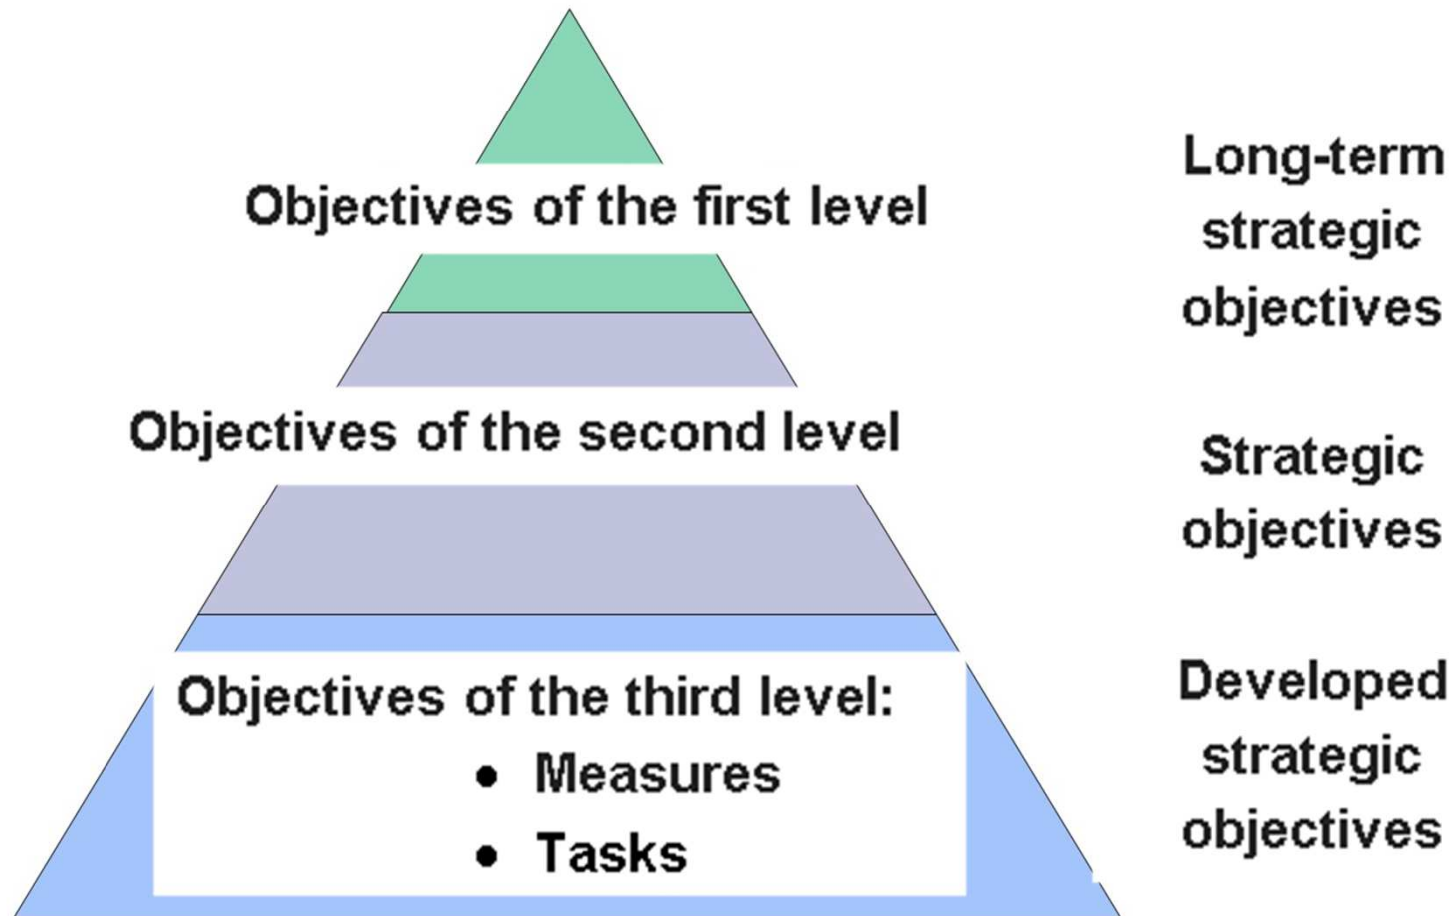 Objectives of the first level
Long-term
strategic
objectives
Objectives of the second level
Strategic
objectives
Objectives of the third level:
• Measures
• Tasks
Developed
strategic
objectives